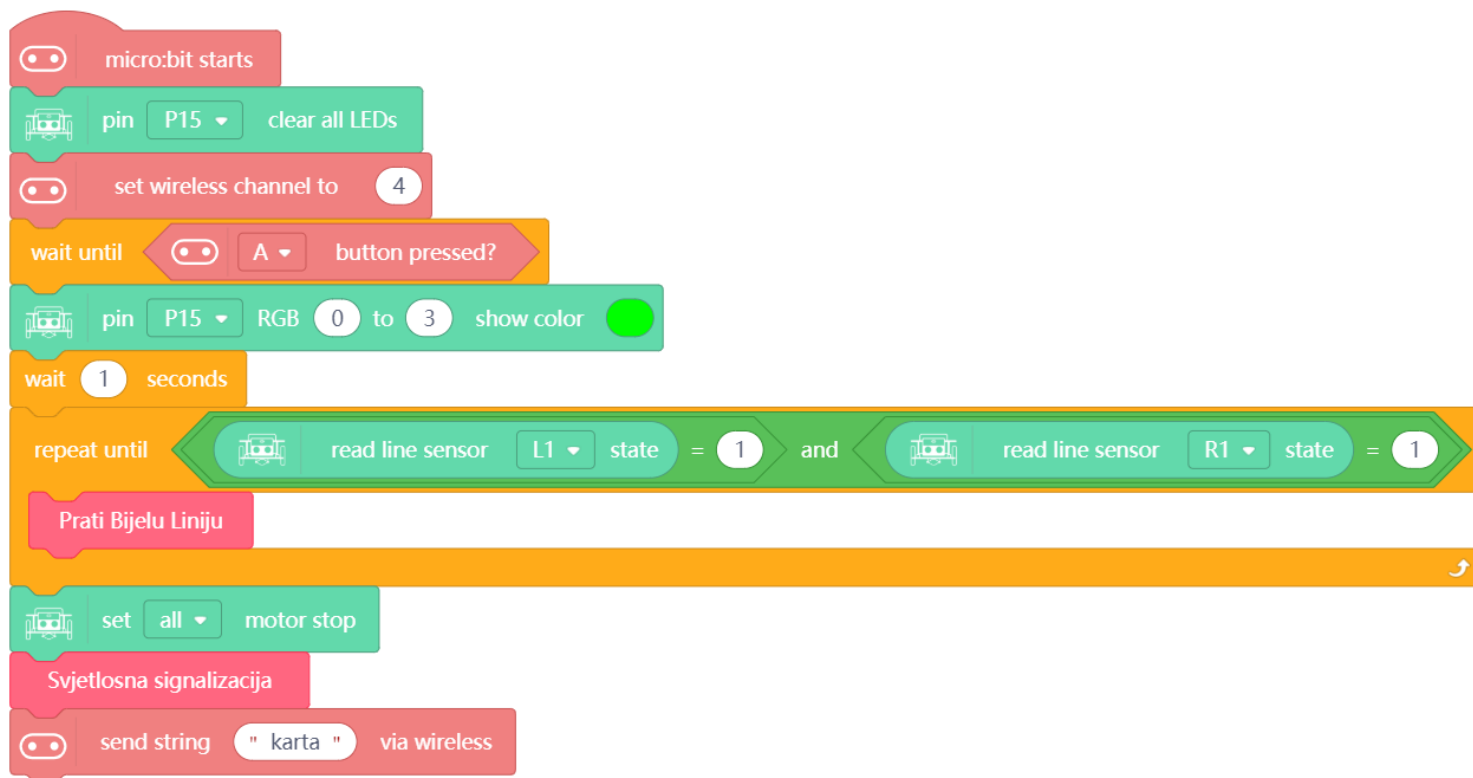 micro:bit starts
pin P15 clear all LEDs
set wireless channel to 4
wait until A button pressed?
pin P15 RGB 0 to 3 show color
wait 1 seconds
repeat until read line sensor L1 state = 1 and read line sensor R1 state = 1
Prati Bijelu Liniju
set all motor stop
Svjetlosna signalizacija
send string " karta " via wireless